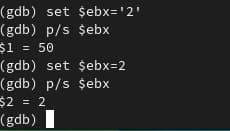 (gdb) set $ebx='2'
(gdb) p/s $ebx
$1 = 50
(gdb) set $ebx=2
(gdb) p/s $ebx
$2 = 2
(gdb)